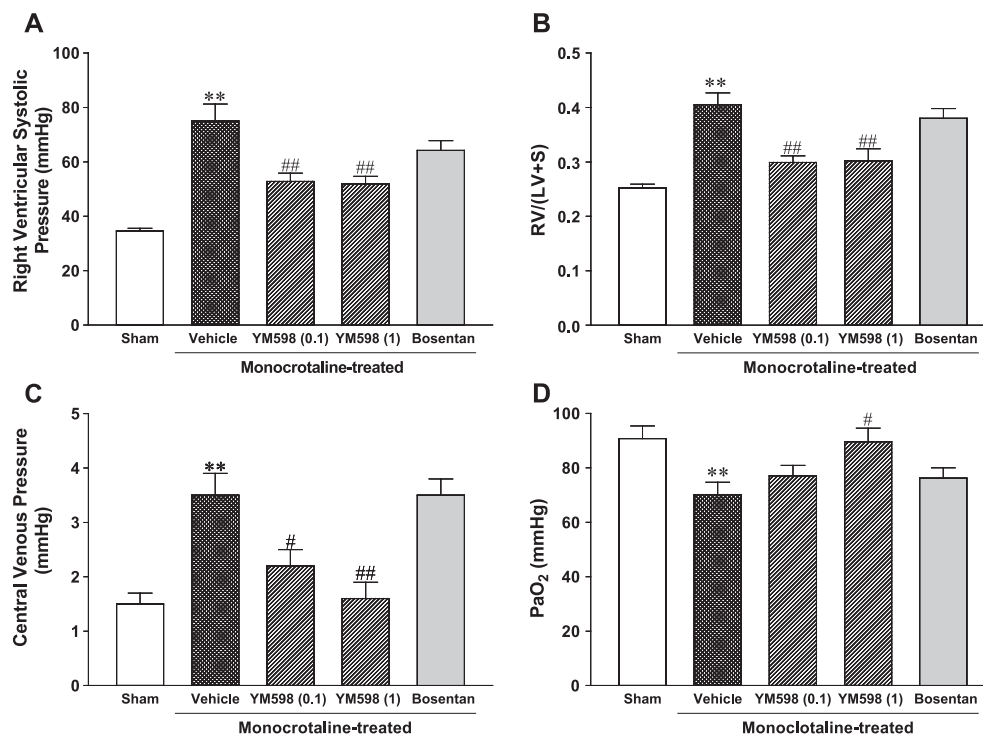 A
Right Ventricular Systolic
Pressure (mmHg)
100
80
60
40
20
0
**
##
##
Sham
Vehicle
YM598 (0.1)
YM598 (1)
Bosentan
Monocrotaline-treated
B
RV/(LV+S)
0.5
0.4
0.3
0.2
0.1
0.0
**
##
##
Sham
Vehicle
YM598 (0.1)
YM598 (1)
Bosentan
Monocrotaline-treated
C
Central Venous Pressure
(mmHg)
5
4
3
2
1
0
**
#
##
Sham
Vehicle
YM598 (0.1)
YM598 (1)
Bosentan
Monocrotaline-treated
D
PaO₂ (mmHg)
100
80
60
40
20
0
**
#
Sham
Vehicle
YM598 (0.1)
YM598 (1)
Bosentan
Monoclotaline-treated